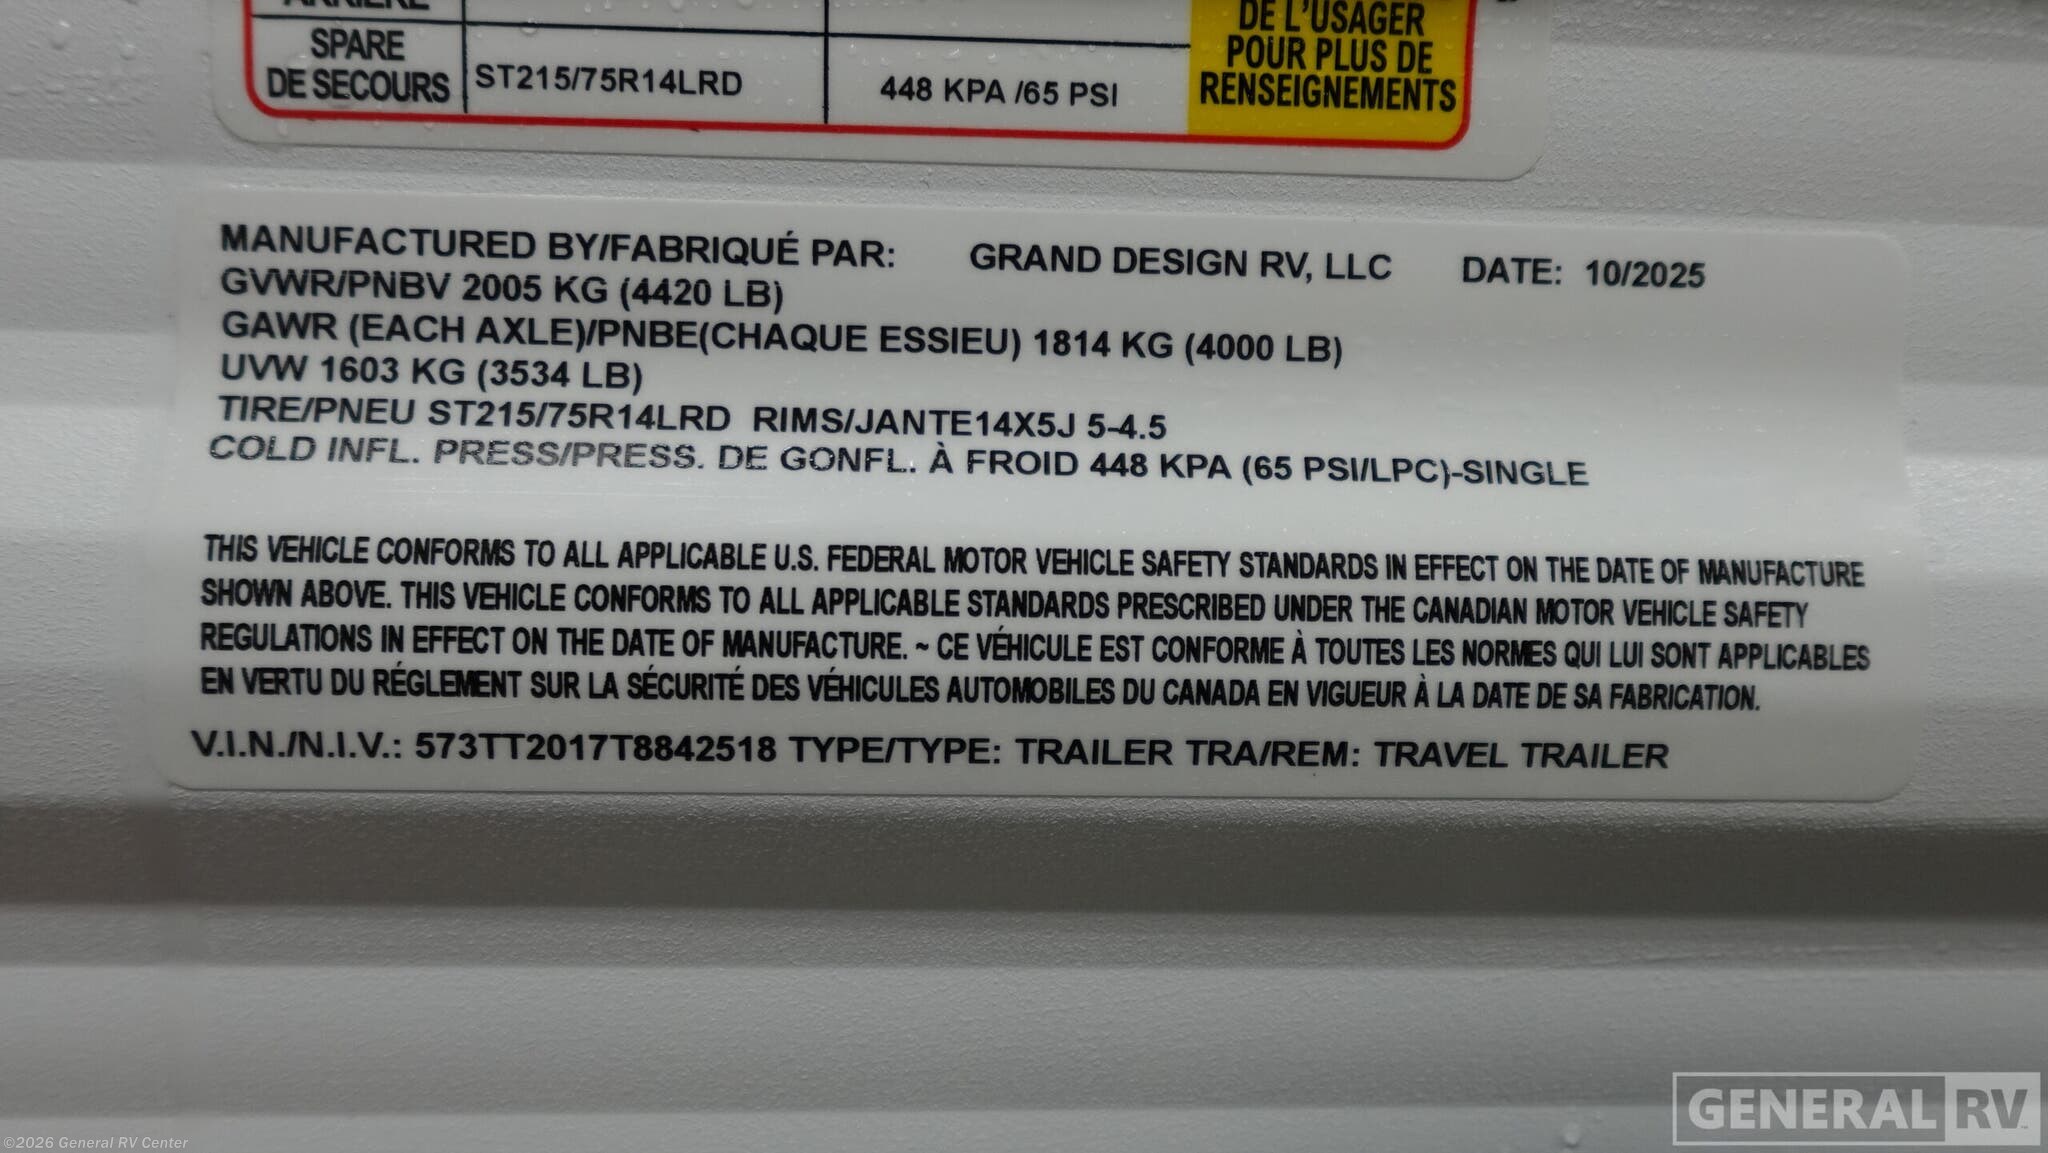 ARRIÈRE
SPARE
DE SECOURS
ST215/75R14LRD
448 KPA /65 PSI
DE L'USAGER
POUR PLUS DE
RENSEIGNEMENTS
MANUFACTURED BY/FABRIQUÉ PAR: GRAND DESIGN RV, LLC DATE: 10/2025
GVWR/PNBV 2005 KG (4420 LB)
GAWR (EACH AXLE)/PNBE(CHAQUE ESSIEU) 1814 KG (4000 LB)
UVW 1603 KG (3534 LB)
TIRE/PNEU ST215/75R14LRD RIMS/JANTE14X5J 5-4.5
COLD INFL. PRESS/PRESS. DE GONFL. À FROID 448 KPA (65 PSI/LPC)-SINGLE
THIS VEHICLE CONFORMS TO ALL APPLICABLE U.S. FEDERAL MOTOR VEHICLE SAFETY STANDARDS IN EFFECT ON THE DATE OF MANUFACTURE
SHOWN ABOVE. THIS VEHICLE CONFORMS TO ALL APPLICABLE STANDARDS PRESCRIBED UNDER THE CANADIAN MOTOR VEHICLE SAFETY
REGULATIONS IN EFFECT ON THE DATE OF MANUFACTURE. ~ CE VÉHICULE EST CONFORME À TOUTES LES NORMES QUI LUI SONT APPLICABLES
EN VERTU DU RÉGLEMENT SUR LA SÉCURITÉ DES VÉHICULES AUTOMOBILES DU CANADA EN VIGUEUR À LA DATE DE SA FABRICATION.
V.I.N./N.I.V.: 573TT2017T8842518 TYPE/TYPE: TRAILER TRA/REM: TRAVEL TRAILER
GENERAL RV
©2026 General RV Center